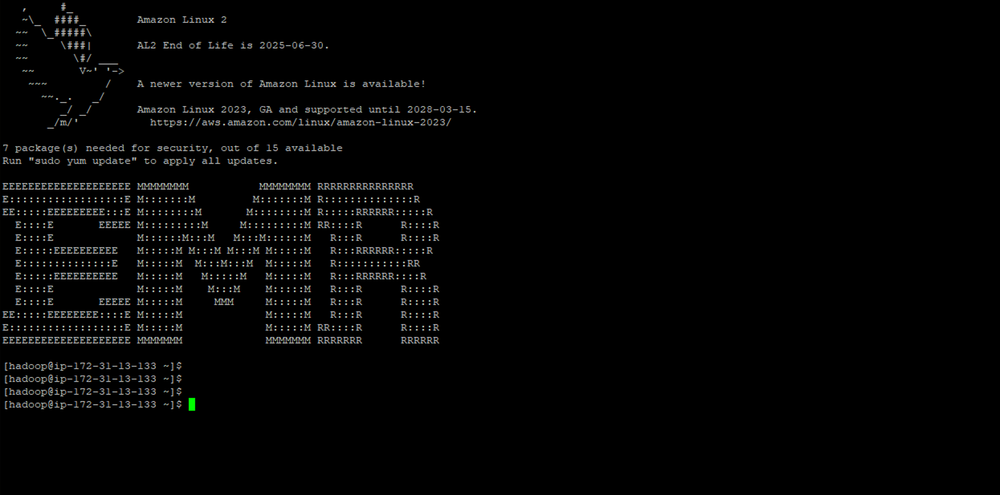 ,     #_
   ~\_  ####_        Amazon Linux 2
  ~~  \_#####\
  ~~     \###|       AL2 End of Life is 2025-06-30.
  ~~       \#/ ___
   ~~       V~' '->
    ~~~         /    A newer version of Amazon Linux is available!
      ~~._.   _/
         _/ _/       Amazon Linux 2023, GA and supported until 2028-03-15.
       _/m/'           https://aws.amazon.com/linux/amazon-linux-2023/

7 package(s) needed for security, out of 15 available
Run "sudo yum update" to apply all updates.

EEEEEEEEEEEEEEEEEEEE MMMMMMMM           MMMMMMMM RRRRRRRRRRRRRRR
E::::::::::::::::::E M:::::::M         M:::::::M R::::::::::::::R
EE:::::EEEEEEEEE:::E M::::::::M       M::::::::M R:::::RRRRRR:::::R
  E::::E       EEEEE M:::::::::M     M:::::::::M RR::::R      R::::R
  E::::E             M::::::M:::M   M:::M::::::M   R:::R      R::::R
  E:::::EEEEEEEEEE   M:::::M M:::M M:::M M:::::M   R:::RRRRRR:::::R
  E::::::::::::::E   M:::::M  M:::M:::M  M:::::M   R:::::::::::RR
  E:::::EEEEEEEEEE   M:::::M   M:::::M   M:::::M   R:::RRRRRR::::R
  E::::E             M:::::M    M:::M    M:::::M   R:::R      R::::R
  E::::E       EEEEE M:::::M     MMM     M:::::M   R:::R      R::::R
EE:::::EEEEEEEE::::E M:::::M             M:::::M   R:::R      R::::R
E::::::::::::::::::E M:::::M             M:::::M RR::::R      R::::R
EEEEEEEEEEEEEEEEEEEE MMMMMMM             MMMMMMM RRRRRRR      RRRRRR

[hadoop@ip-172-31-13-133 ~]$
[hadoop@ip-172-31-13-133 ~]$
[hadoop@ip-172-31-13-133 ~]$
[hadoop@ip-172-31-13-133 ~]$